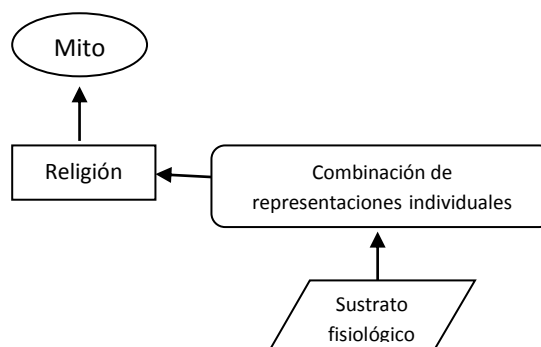 Mito
Religión
Combinación de
representaciones individuales
Sustrato
fisiológico